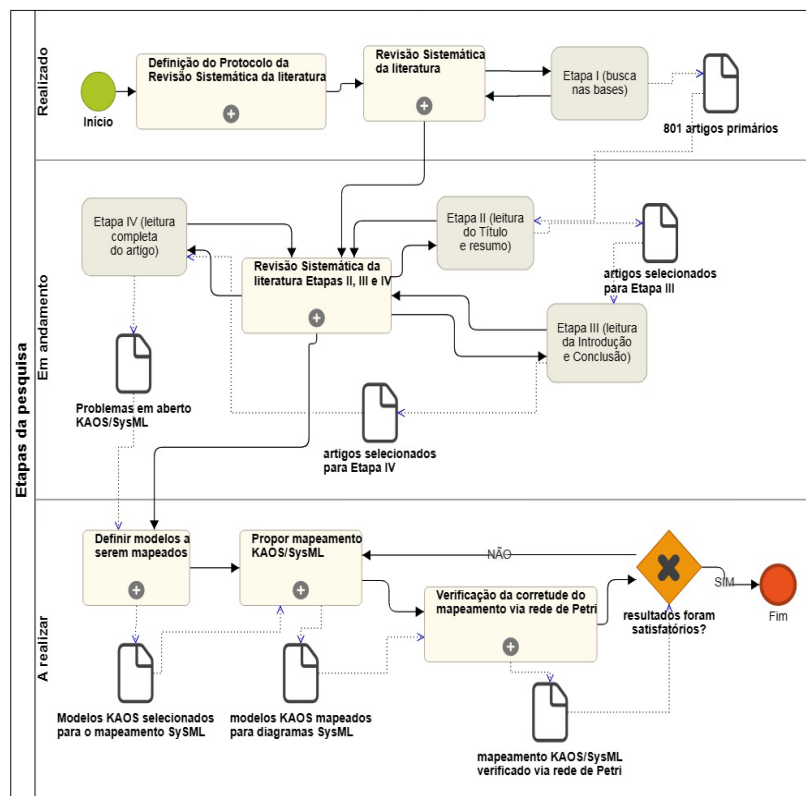 Etapas da pesquisa
Realizado
Início
Definição do Protocolo da
Revisão Sistemática da literatura
Revisão Sistemática
da literatura
Etapa I (busca
nas bases)
801 artigos primários
Em andamento
Etapa IV (leitura
completa
do artigo)
Revisão Sistemática da
literatura Etapas II, III e IV
Etapa II (leitura
do Título
e resumo)
artigos selecionados
para Etapa III
Etapa III (leitura
da Introdução
e Conclusão)
Problemas em aberto
KAOS/SysML
artigos selecionados
para Etapa IV
A realizar
Definir modelos a
serem mapeados
Propor mapeamento
KAOS/SysML
NÃO
Verificação da corretude do
mapeamento via rede de Petri
resultados foram
satisfatórios?
SIM
Fim
Modelos KAOS selecionados
para o mapeamento SySML
modelos KAOS mapeados
para diagramas SysML
mapeamento KAOS/SysML
verificado via rede de Petri